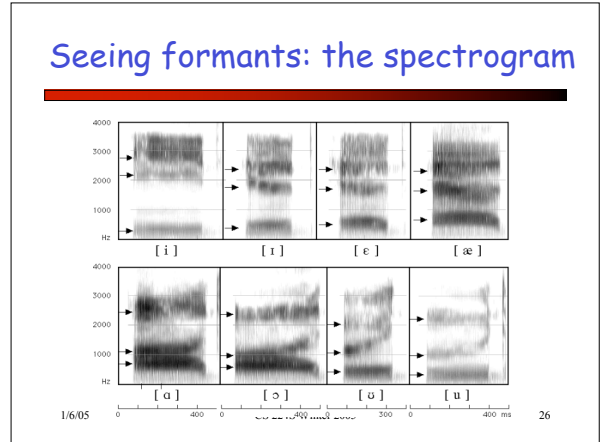 Seeing formants: the spectrogram
4000
3000
2000
1000
Hz
[ i ] [ ɪ ] [ ɛ ] [ æ ]
4000
3000
2000
1000
Hz
[ ɑ ] [ ɔ ] [ ʊ ] [ u ]
0 400 0 400 0 300 0 400 ms
1/6/05 Winter 26